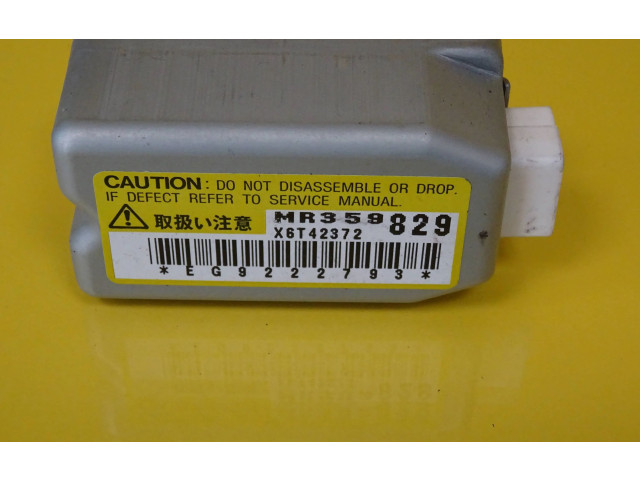 CAUTION: DO NOT DISASSEMBLE OR DROP.
IF DEFECT REFER TO SERVICE MANUAL.
取扱い注意 MR359829
X6T42372
*EG9222793*